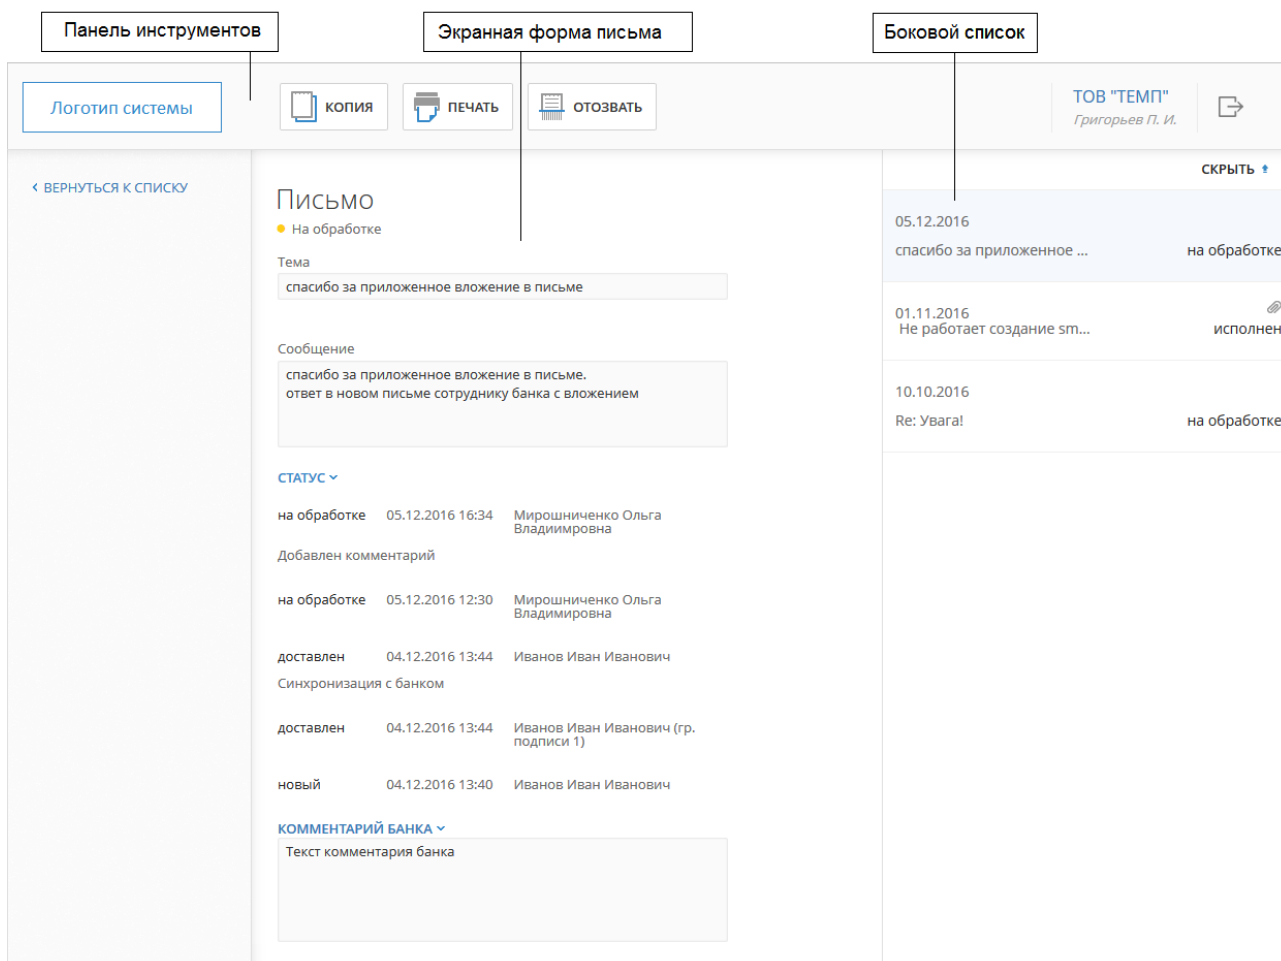 Панель инструментов
Экранная форма письма
Боковой список
Логотип системы
КОПИЯ
ПЕЧАТЬ
ОТОЗВАТЬ
ТОВ "ТЕМП"
Григорьев П. И.
ВЕРНУТЬСЯ К СПИСКУ
СКРЫТЬ
Письмо
На обработке
Тема
спасибо за приложенное вложение в письме
Сообщение
спасибо за приложенное вложение в письме.
ответ в новом письме сотруднику банка с вложением
СТАТУС
на обработке 05.12.2016 16:34 Мирошниченко Ольга
Владиимровна
Добавлен комментарий
на обработке 05.12.2016 12:30 Мирошниченко Ольга
Владимировна
доставлен 04.12.2016 13:44 Иванов Иван Иванович
Синхронизация с банком
доставлен 04.12.2016 13:44 Иванов Иван Иванович (гр.
подписи 1)
новый 04.12.2016 13:40 Иванов Иван Иванович
КОММЕНТАРИЙ БАНКА
Текст комментария банка
05.12.2016
спасибо за приложенное ... на обработке
01.11.2016
Не работает создание sm... исполнен
10.10.2016
Re: Увага! на обработке